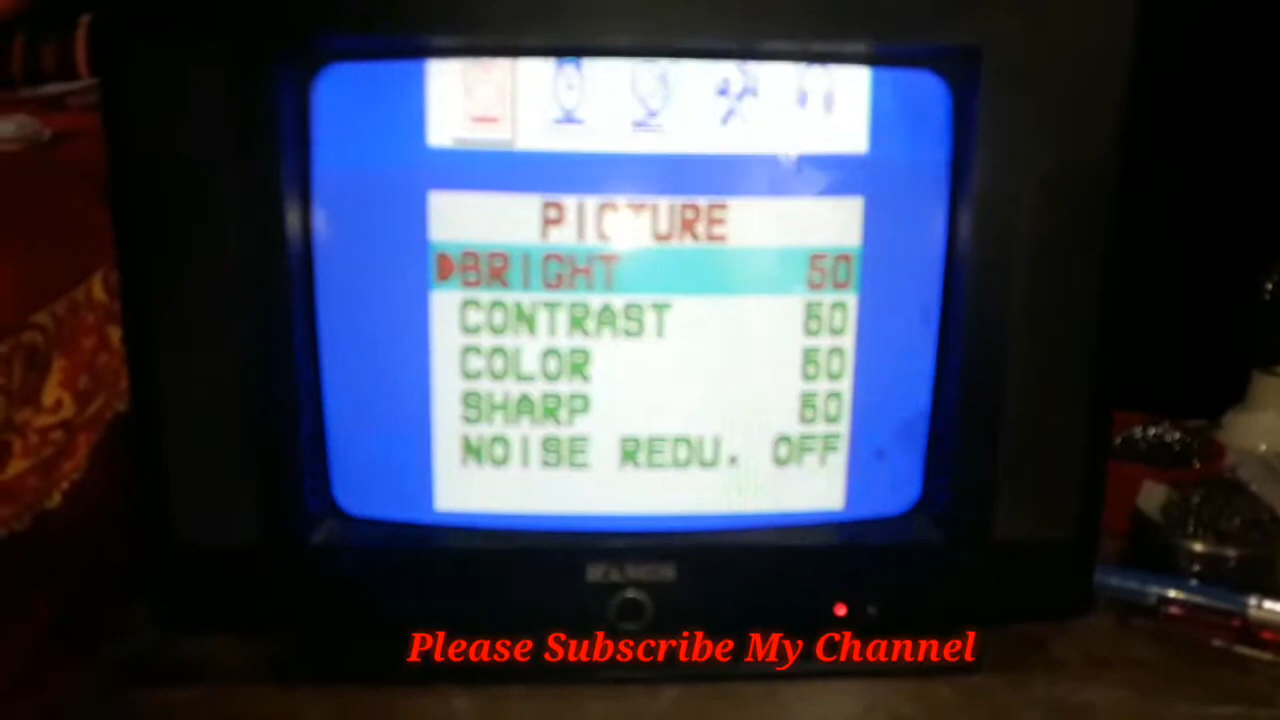 PICTURE
BRIGHT 50
CONTRAST 50
COLOR 50
SHARP 50
NOISE REDU. OFF
Please Subscribe My Channel